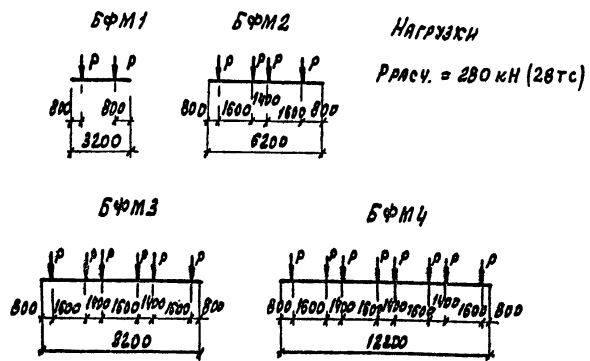 БФМ1
P P
800 800
3200
БФМ2
P P P P
800 1600 1400 1600 800
6200
Нагрузки
Ррасч. = 280 кН (28тс)
БФМ3
P P P P P P
800 1600 1400 1600 1400 1600 800
9200
БФМ4
P P P P P P P P
800 1600 1400 1600 1400 1600 1400 1600 800
12200